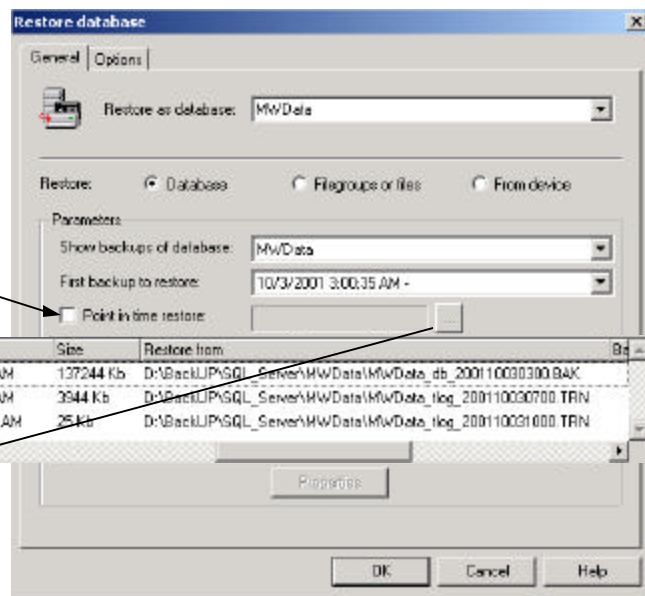 Restore database
General Options
Restore as database: MWData
Restore: Database Filegroups or files From device
Parameters
Show backups of database: MWData
First backup to restore: 10/3/2001 3:00:35 AM -
Point in time restore: ...
Size Restore from
AM 137244 Kb D:\BackUP\SQL_Server\MWData\MWData_db_200110030300.BAK
AM 3944 Kb D:\BackUP\SQL_Server\MWData\MWData_tlog_200110030700.TRN
AM 25 Kb D:\BackUP\SQL_Server\MWData\MWData_tlog_200110031000.TRN
Properties
OK Cancel Help